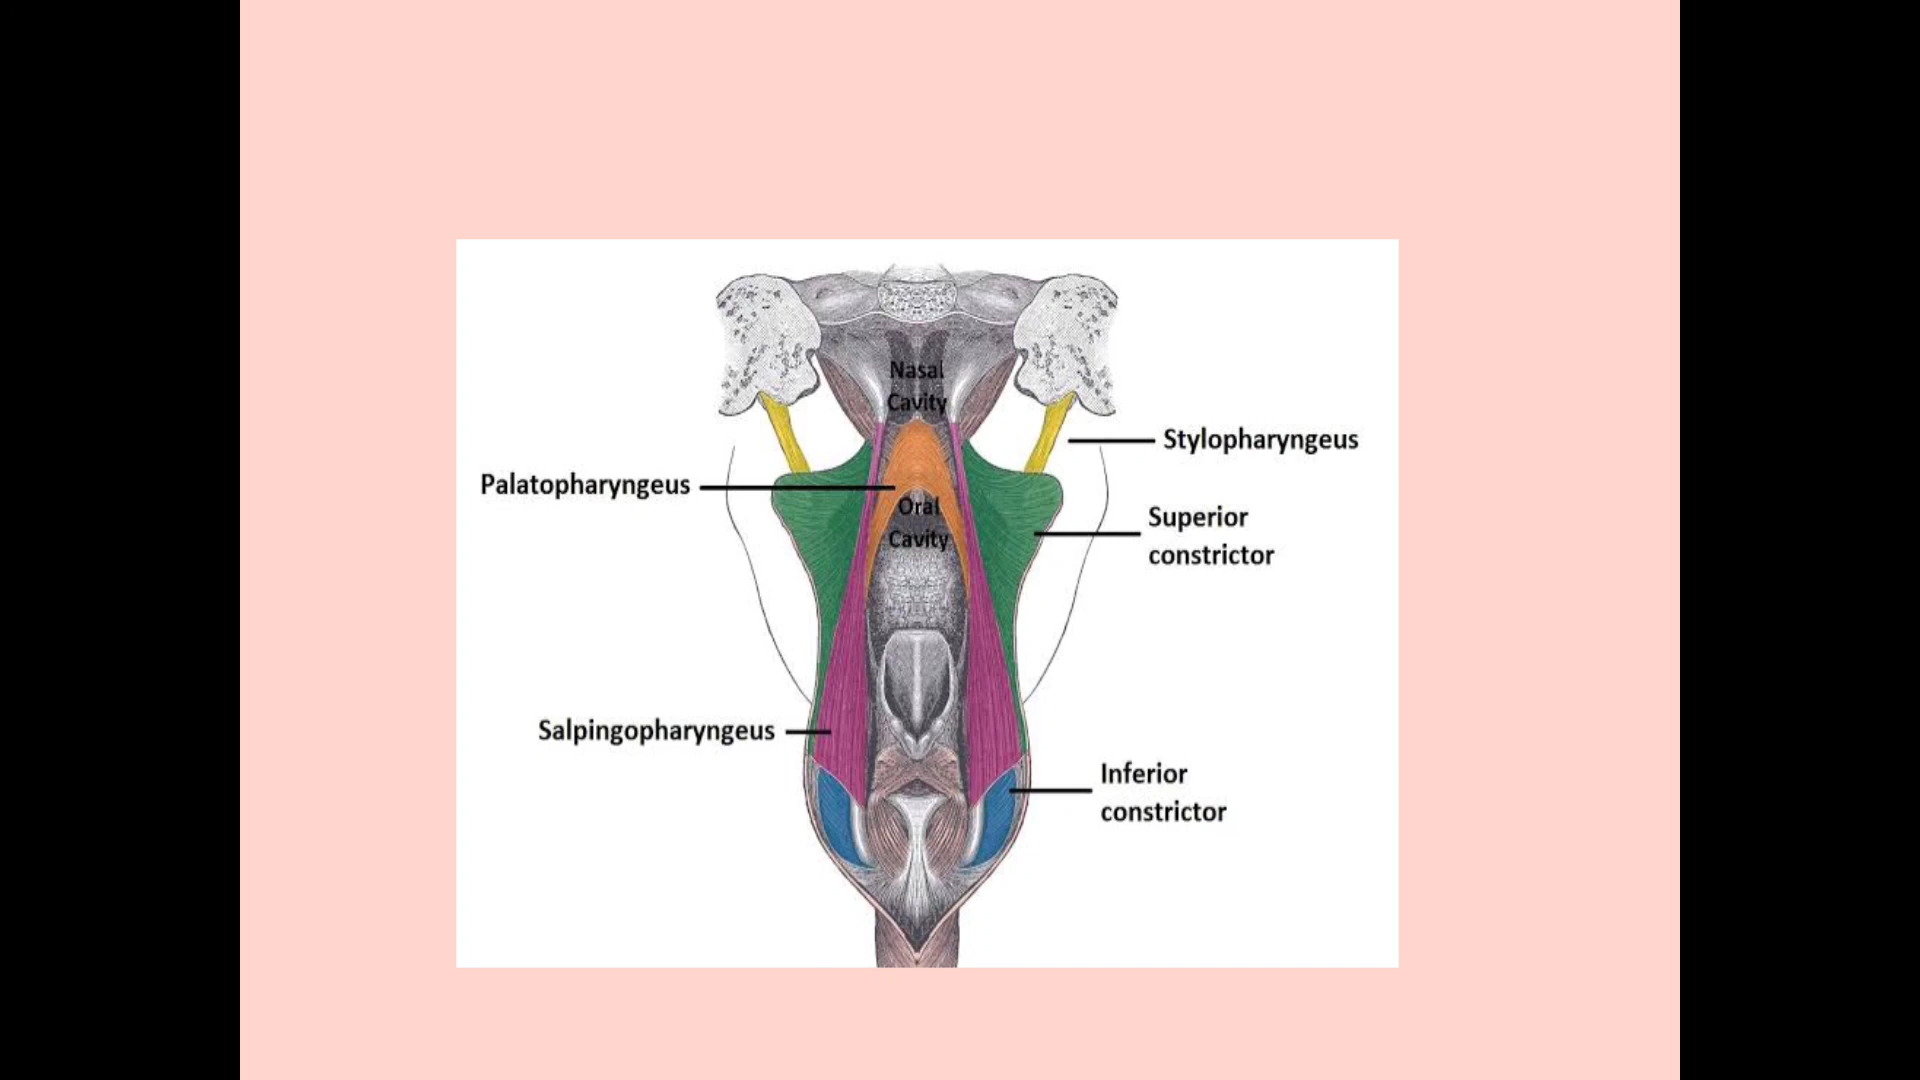 Nasal
Cavity
Stylopharyngeus
Palatopharyngeus
Oral
Cavity
Superior
constrictor
Salpingopharyngeus
Inferior
constrictor